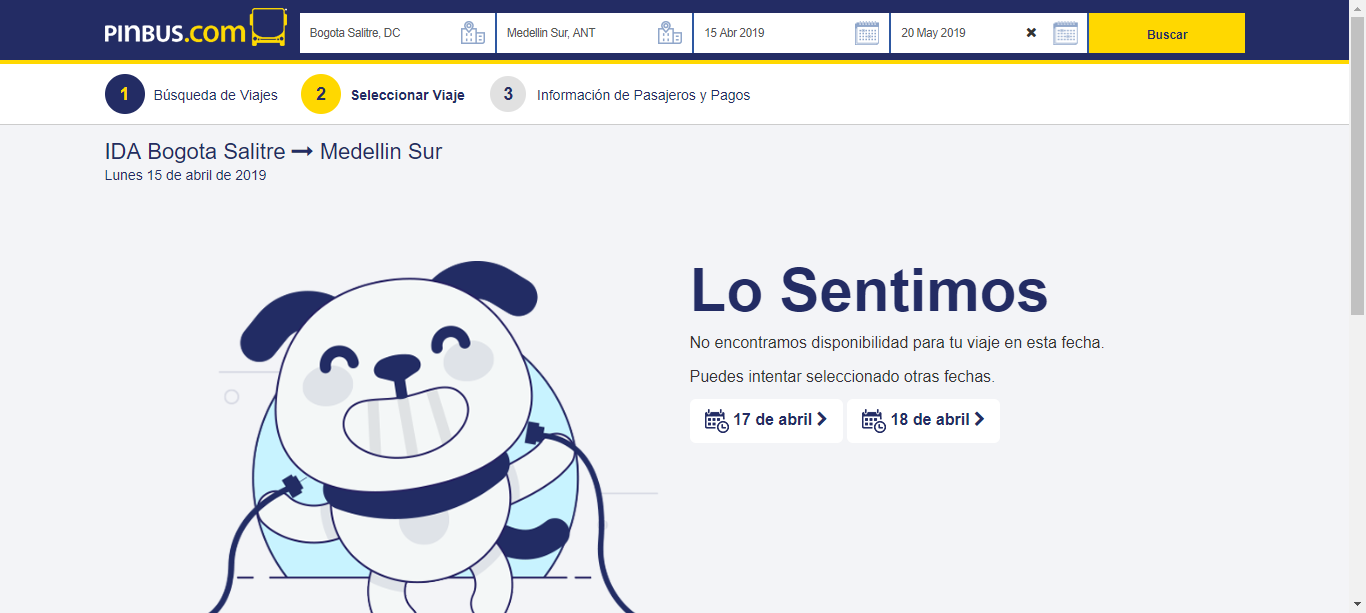 PINBUS.com
Bogota Salitre, DC
Medellin Sur, ANT
15 Abr 2019
20 May 2019
Buscar
1 Búsqueda de Viajes
2 Seleccionar Viaje
3 Información de Pasajeros y Pagos
IDA Bogota Salitre Medellin Sur
Lunes 15 de abril de 2019
Lo Sentimos
No encontramos disponibilidad para tu viaje en esta fecha.
Puedes intentar seleccionado otras fechas.
17 de abril
18 de abril